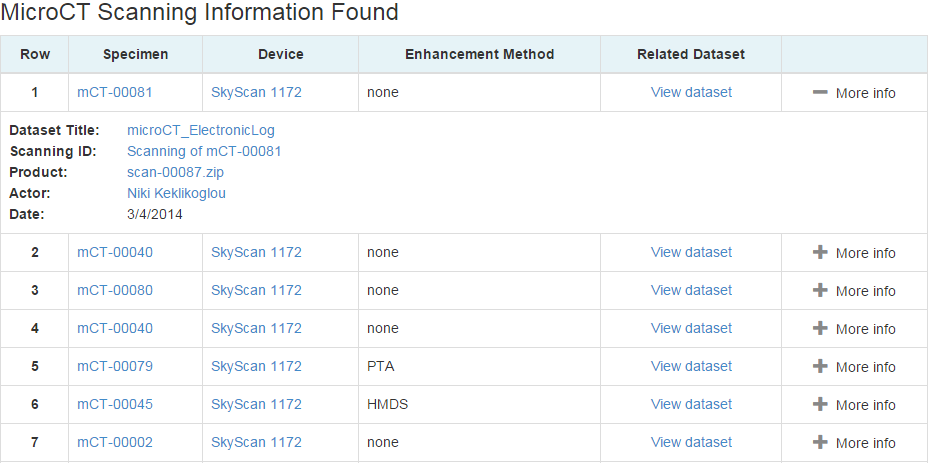 MicroCT Scanning Information Found
Row Specimen Device Enhancement Method Related Dataset
1 mCT-00081 SkyScan 1172 none View dataset More info
Dataset Title: microCT_ElectronicLog
Scanning ID: Scanning of mCT-00081
Product: scan-00087.zip
Actor: Niki Keklikoglou
Date: 3/4/2014
2 mCT-00040 SkyScan 1172 none View dataset More info
3 mCT-00080 SkyScan 1172 none View dataset More info
4 mCT-00040 SkyScan 1172 none View dataset More info
5 mCT-00079 SkyScan 1172 PTA View dataset More info
6 mCT-00045 SkyScan 1172 HMDS View dataset More info
7 mCT-00002 SkyScan 1172 none View dataset More info